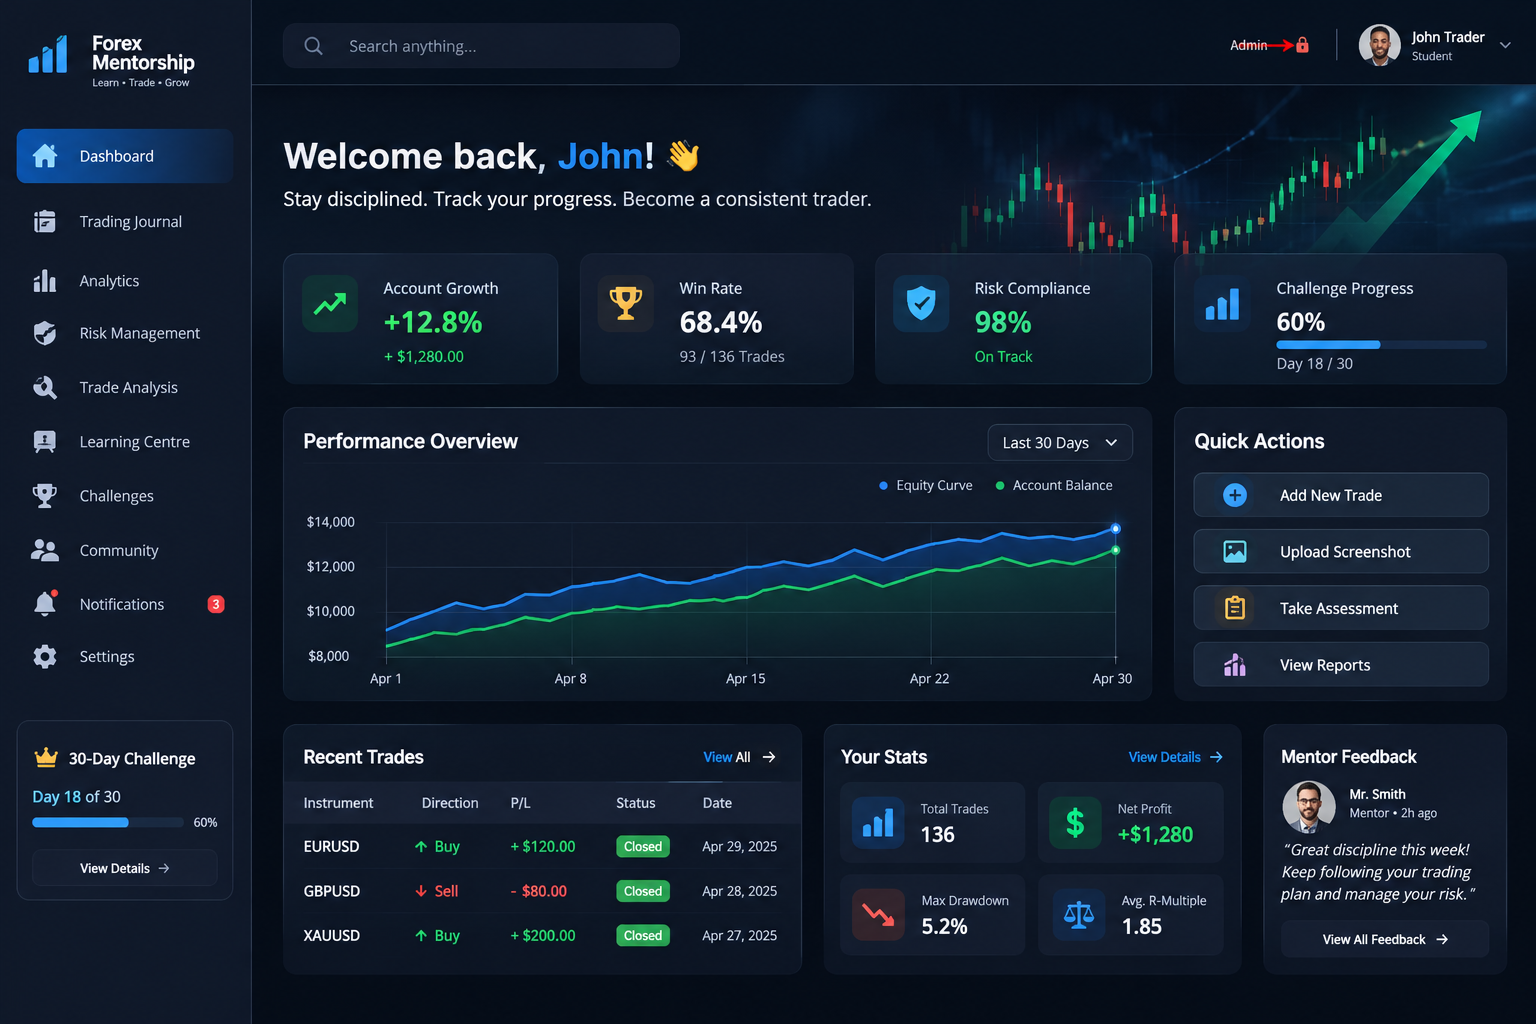 Forex
Mentorship
Learn • Trade • Grow
Search anything...
Admin
John Trader
Student
Dashboard
Trading Journal
Analytics
Risk Management
Trade Analysis
Learning Centre
Challenges
Community
Notifications
3
Settings
30-Day Challenge
Day 18 of 30
60%
View Details →
Welcome back, John! 👋
Stay disciplined. Track your progress. Become a consistent trader.
Account Growth
+12.8%
+ $1,280.00
Win Rate
68.4%
93 / 136 Trades
Risk Compliance
98%
On Track
Challenge Progress
60%
Day 18 / 30
Performance Overview
Last 30 Days
Equity Curve
Account Balance
$14,000
$12,000
$10,000
$8,000
Apr 1
Apr 8
Apr 15
Apr 22
Apr 30
Quick Actions
Add New Trade
Upload Screenshot
Take Assessment
View Reports
Recent Trades
View All →
Instrument Direction P/L Status Date
EURUSD ↑ Buy + $120.00 Closed Apr 29, 2025
GBPUSD ↓ Sell - $80.00 Closed Apr 28, 2025
XAUUSD ↑ Buy + $200.00 Closed Apr 27, 2025
Your Stats
View Details →
Total Trades
136
Net Profit
+$1,280
Max Drawdown
5.2%
Avg. R-Multiple
1.85
Mentor Feedback
Mr. Smith
Mentor • 2h ago
“Great discipline this week!
Keep following your trading
plan and manage your risk.”
View All Feedback →